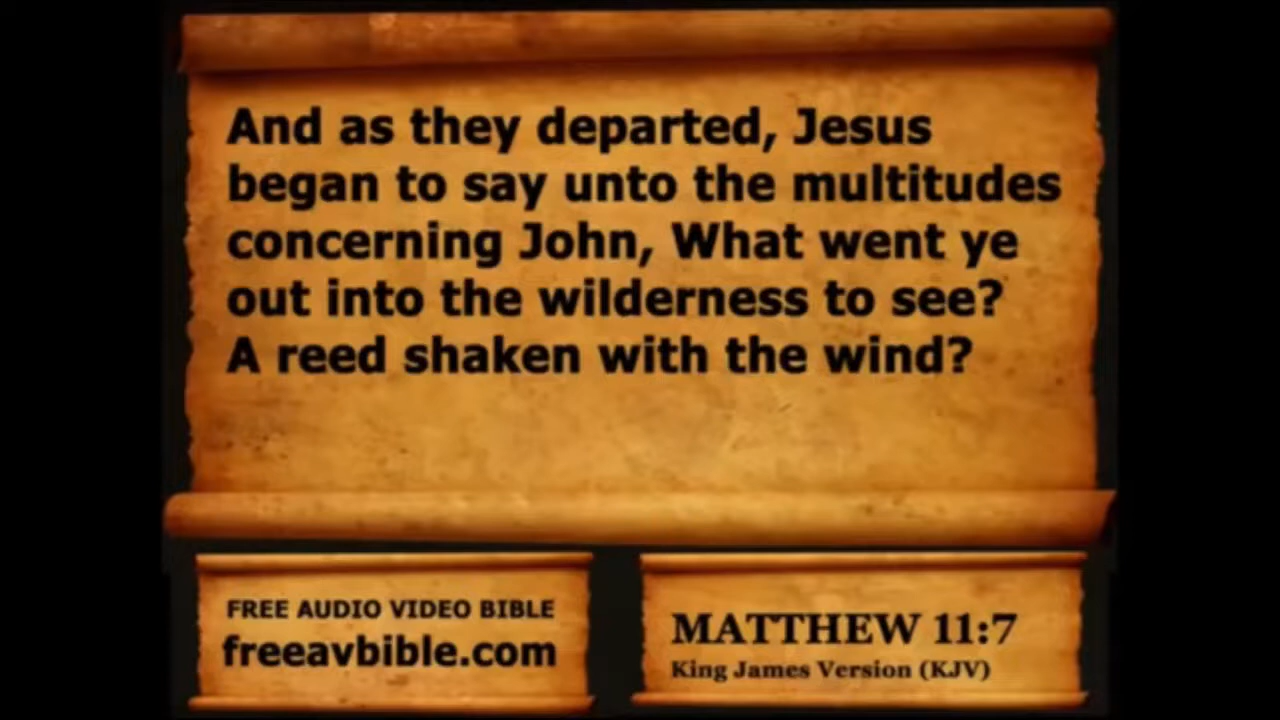 And as they departed, Jesus
began to say unto the multitudes
concerning John, What went ye
out into the wilderness to see?
A reed shaken with the wind?
FREE AUDIO VIDEO BIBLE
freeavbible.com
MATTHEW 11:7
King James Version (KJV)